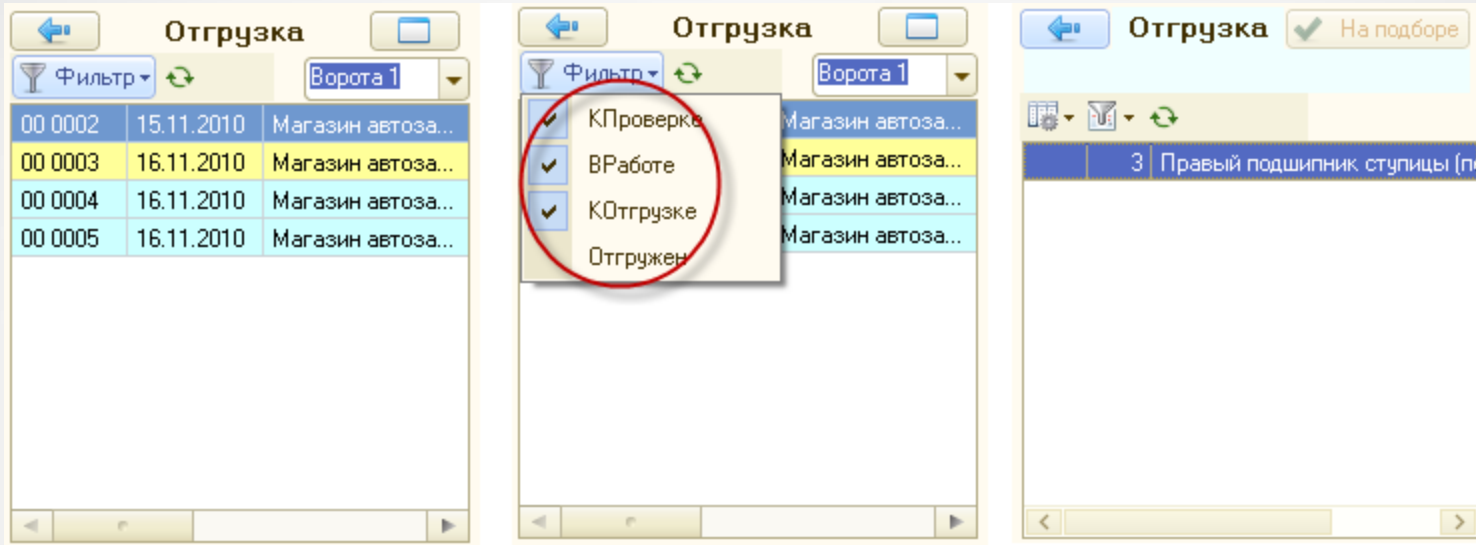 Отгрузка
Фильтр Ворота 1
00 0002 15.11.2010 Магазин автоза...
00 0003 16.11.2010 Магазин автоза...
00 0004 16.11.2010 Магазин автоза...
00 0005 16.11.2010 Магазин автоза...
Отгрузка
Фильтр Ворота 1
КПроверке
ВРаботе
КОтгрузке
Отгружен
Магазин автоза...
Магазин автоза...
Магазин автоза...
Магазин автоза...
Отгрузка На подборе
3 Правый подшипник ступицы (пе